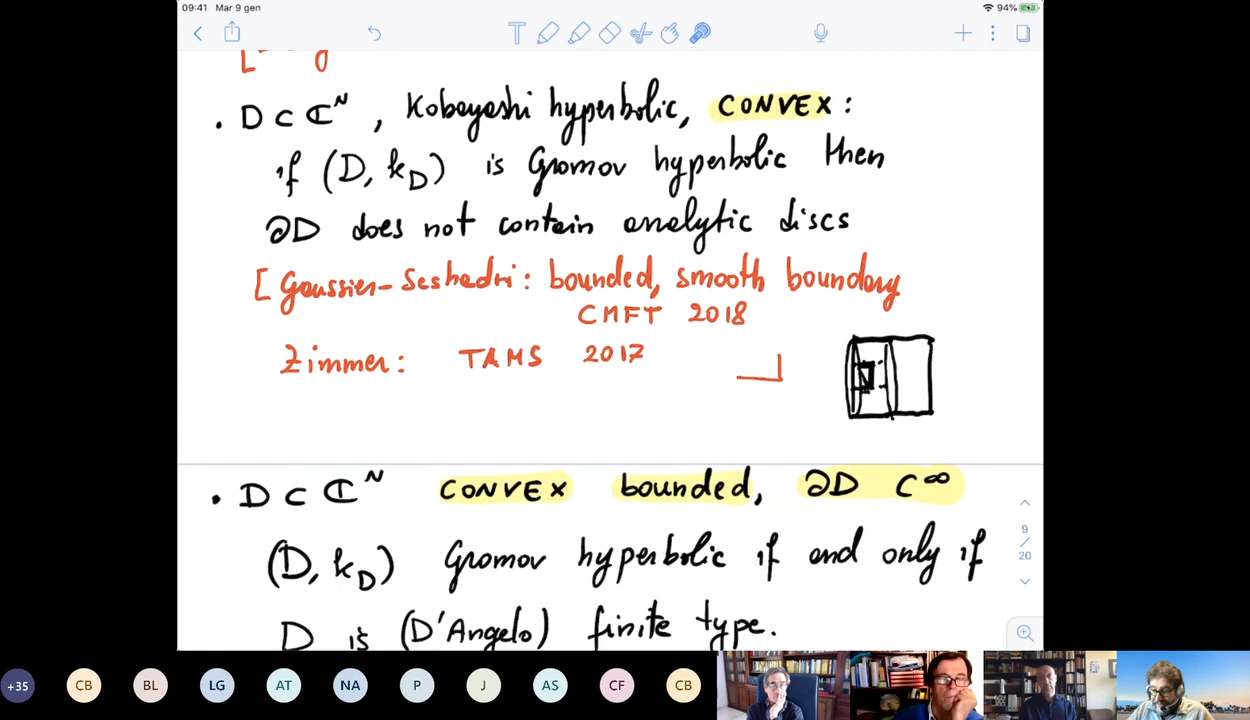 09:41 Mar 9 gen
94%
• D ⊂ ℂᴺ, Kobayashi hyperbolic, CONVEX:
if (D, k_D) is Gromov hyperbolic then
∂D does not contain analytic discs
[Gaussier-Seshadri: bounded, smooth boundary
CMFT 2018
Zimmer: TAMS 2017 ]
• D ⊂ ℂᴺ CONVEX bounded, ∂D C^∞
(D, k_D) Gromov hyperbolic if and only if
D is (D'Angelo) finite type.
9 / 20
+35 CB BL LG AT NA P J AS CF CB